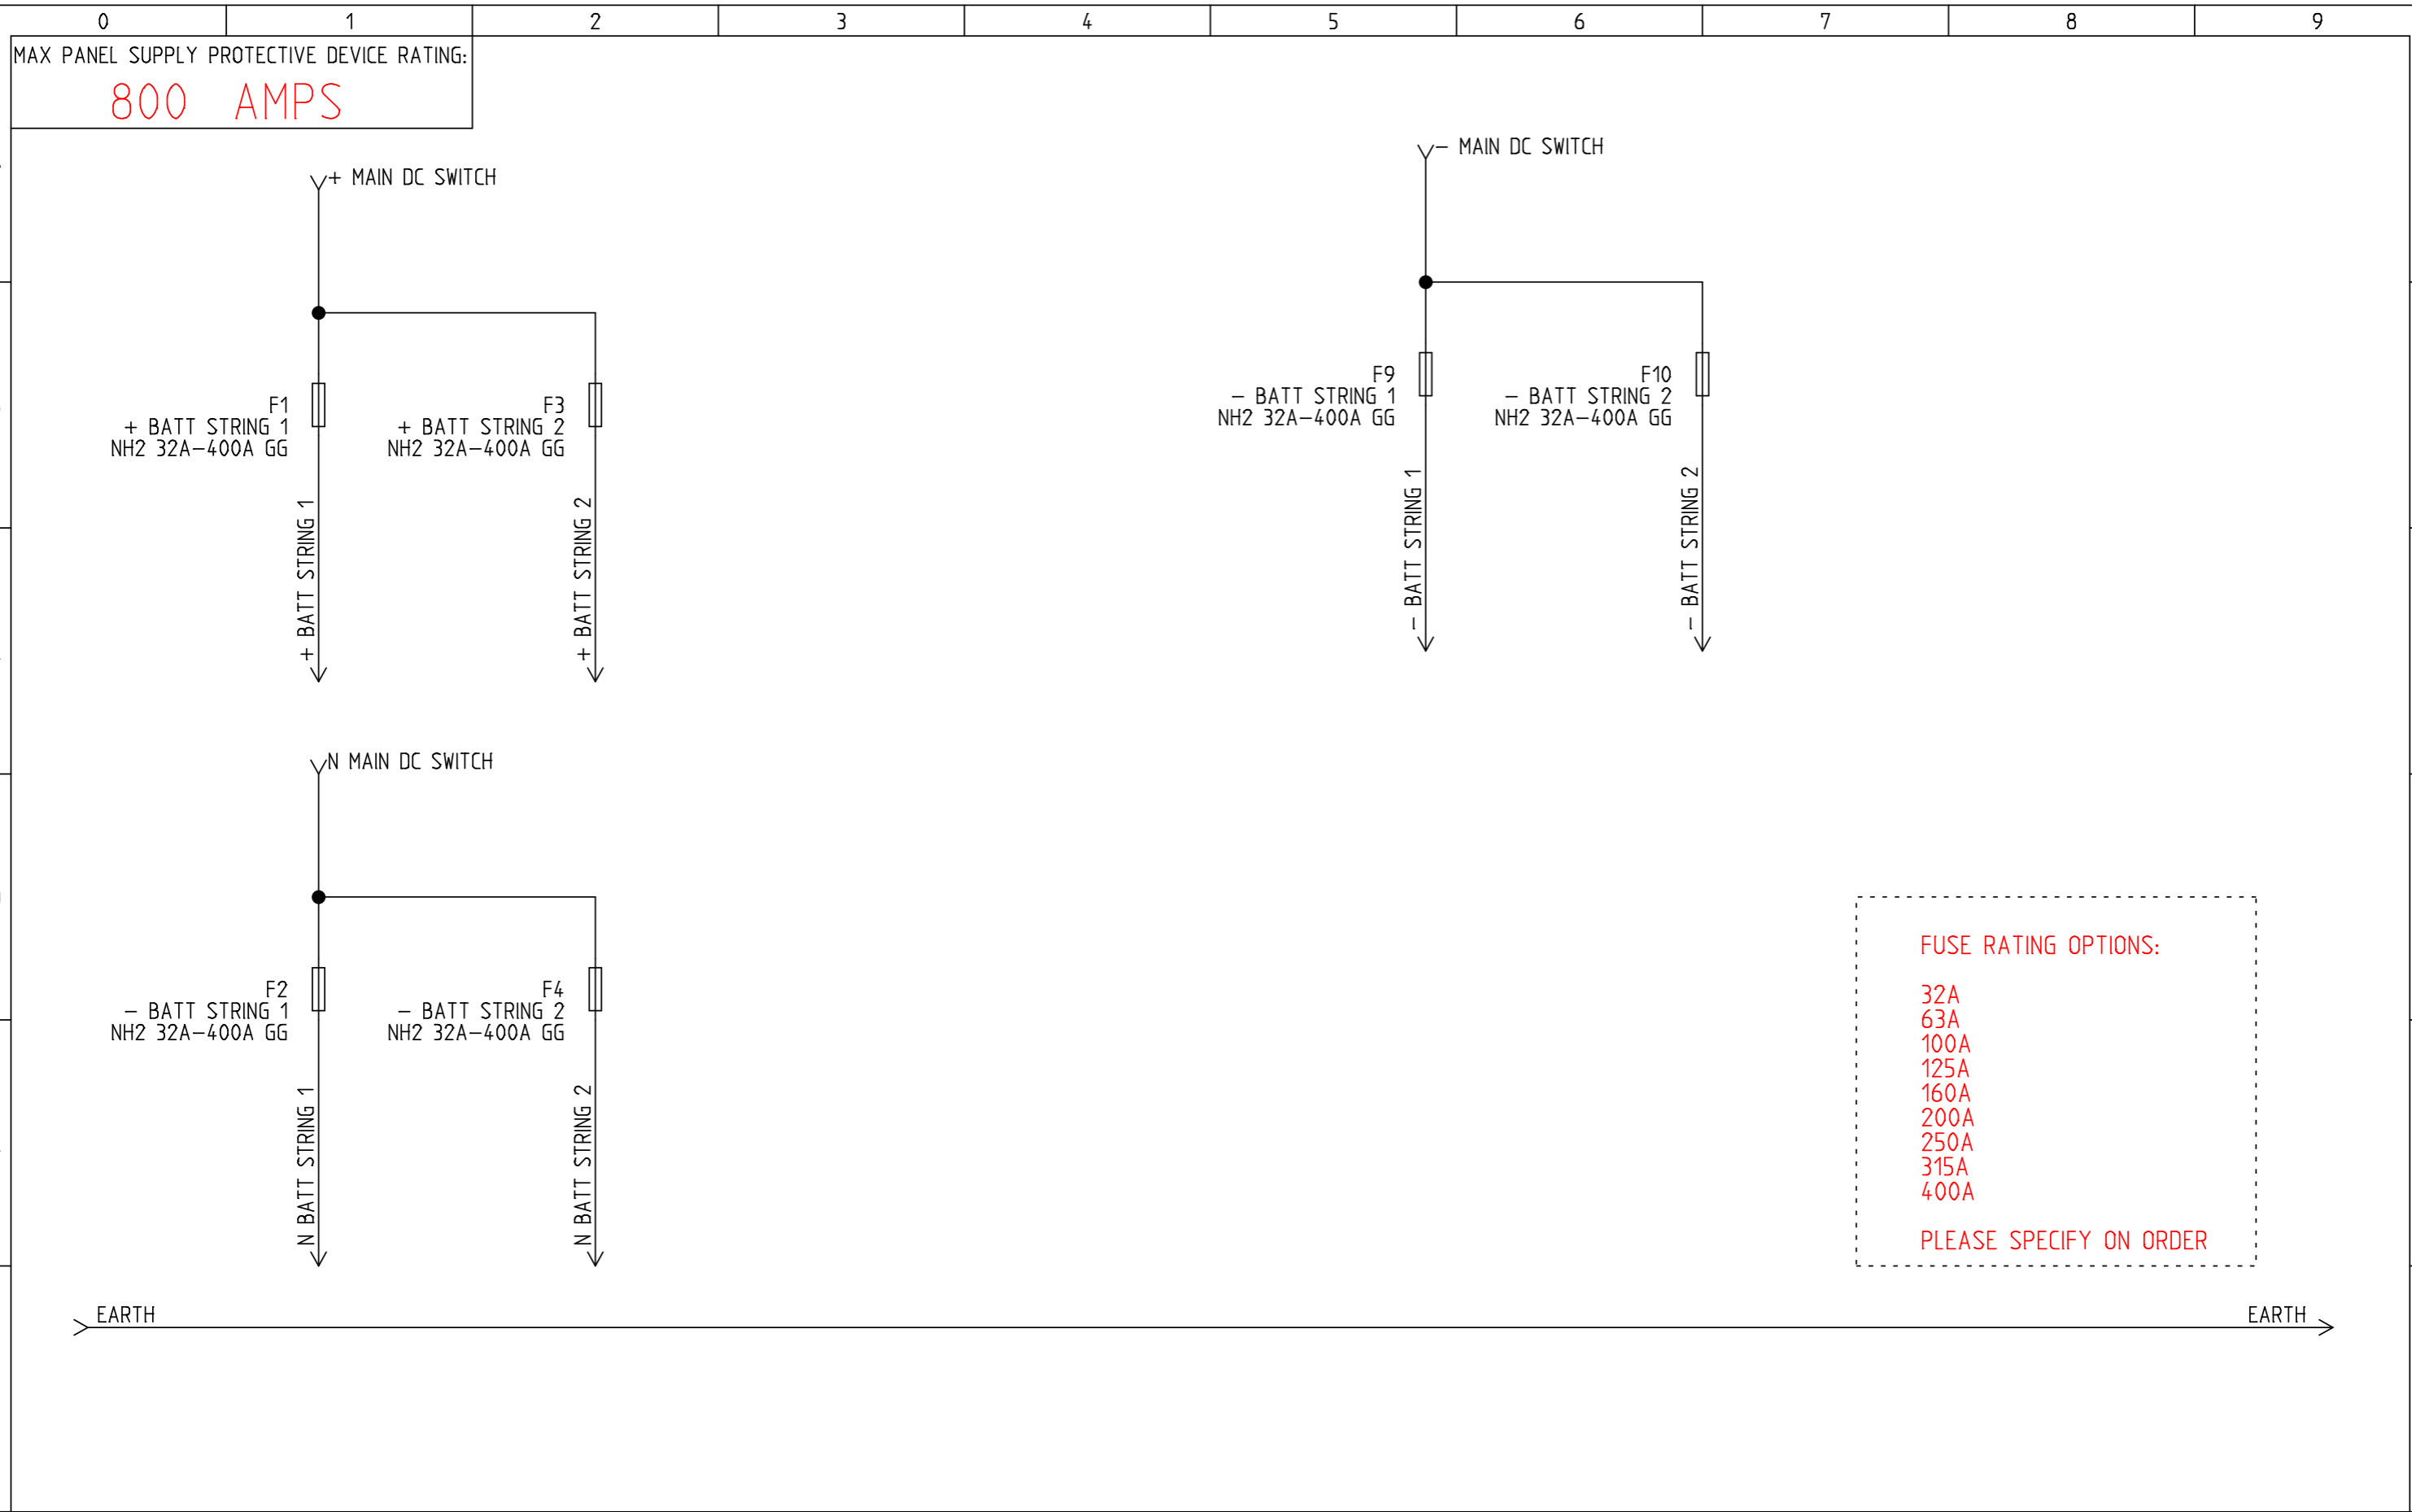 0 1 2 3 4 5 6 7 8 9
MAX PANEL SUPPLY PROTECTIVE DEVICE RATING:
800 AMPS
+ MAIN DC SWITCH
F1
+ BATT STRING 1
NH2 32A-400A GG
F3
+ BATT STRING 2
NH2 32A-400A GG
+ BATT STRING 1
+ BATT STRING 2
- MAIN DC SWITCH
F9
- BATT STRING 1
NH2 32A-400A GG
F10
- BATT STRING 2
NH2 32A-400A GG
- BATT STRING 1
- BATT STRING 2
N MAIN DC SWITCH
F2
- BATT STRING 1
NH2 32A-400A GG
F4
- BATT STRING 2
NH2 32A-400A GG
N BATT STRING 1
N BATT STRING 2
FUSE RATING OPTIONS:
32A
63A
100A
125A
160A
200A
250A
315A
400A
PLEASE SPECIFY ON ORDER
EARTH
EARTH